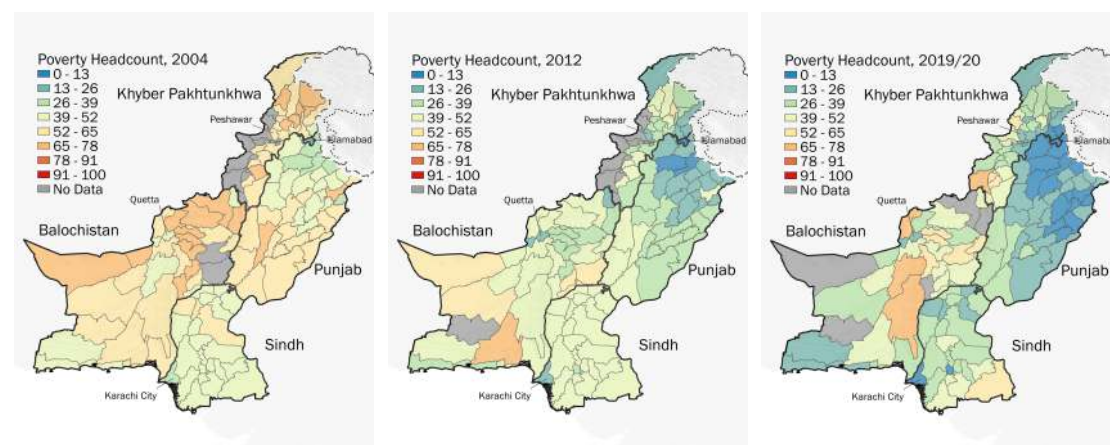 Poverty Headcount, 2004
0 - 13
13 - 26
26 - 39
39 - 52
52 - 65
65 - 78
78 - 91
91 - 100
No Data
Khyber Pakhtunkhwa
Peshawar
Islamabad
Quetta
Balochistan
Punjab
Sindh
Karachi City
Poverty Headcount, 2012
0 - 13
13 - 26
26 - 39
39 - 52
52 - 65
65 - 78
78 - 91
91 - 100
No Data
Khyber Pakhtunkhwa
Peshawar
Islamabad
Quetta
Balochistan
Punjab
Sindh
Karachi City
Poverty Headcount, 2019/20
0 - 13
13 - 26
26 - 39
39 - 52
52 - 65
65 - 78
78 - 91
91 - 100
No Data
Khyber Pakhtunkhwa
Peshawar
Islamabad
Quetta
Balochistan
Punjab
Sindh
Karachi City